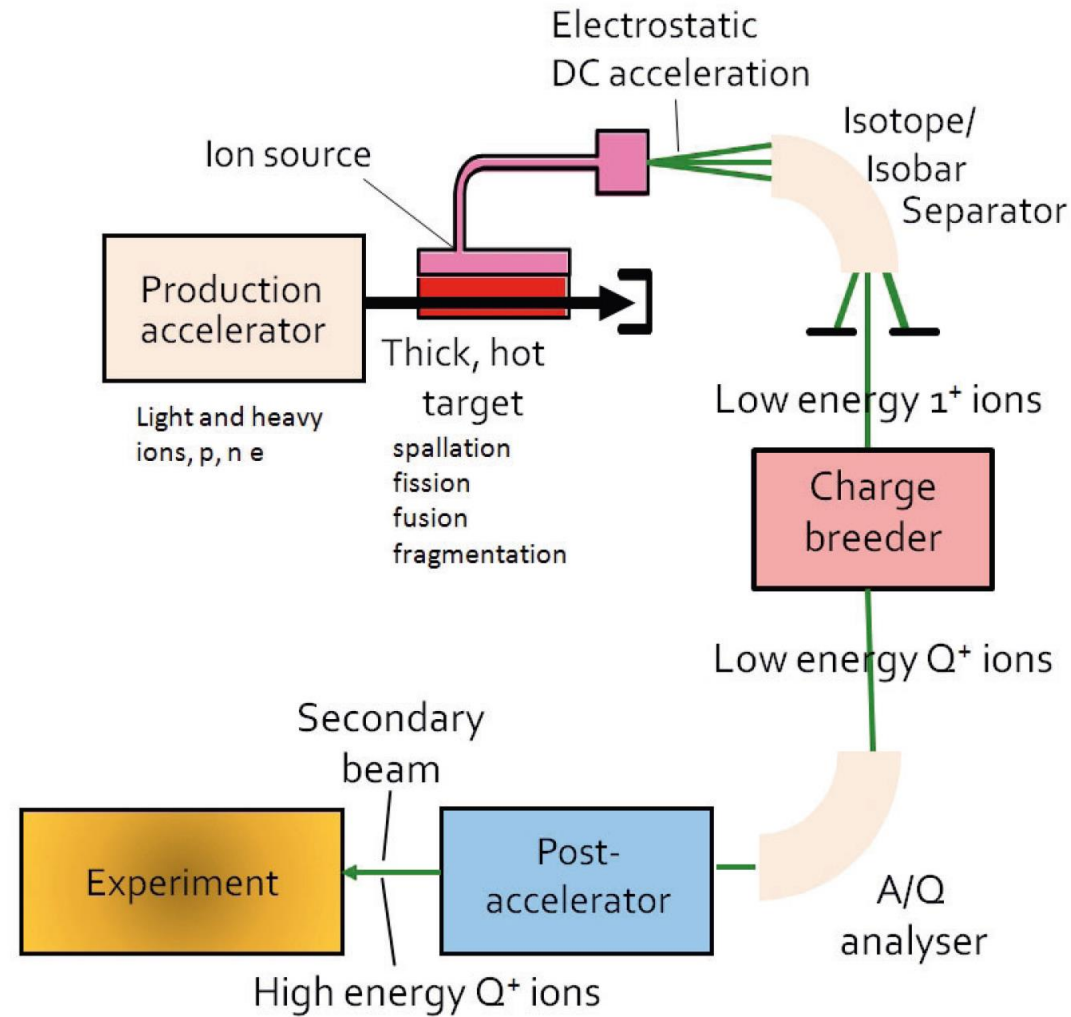 Electrostatic
DC acceleration
Ion source
Isotope/
Isobar
Separator
Production
accelerator
Thick, hot
target
Light and heavy
ions, p, n e
spallation
fission
fusion
fragmentation
Low energy 1⁺ ions
Charge
breeder
Low energy Q⁺ ions
Secondary
beam
Experiment
Post-
accelerator
A/Q
analyser
High energy Q⁺ ions